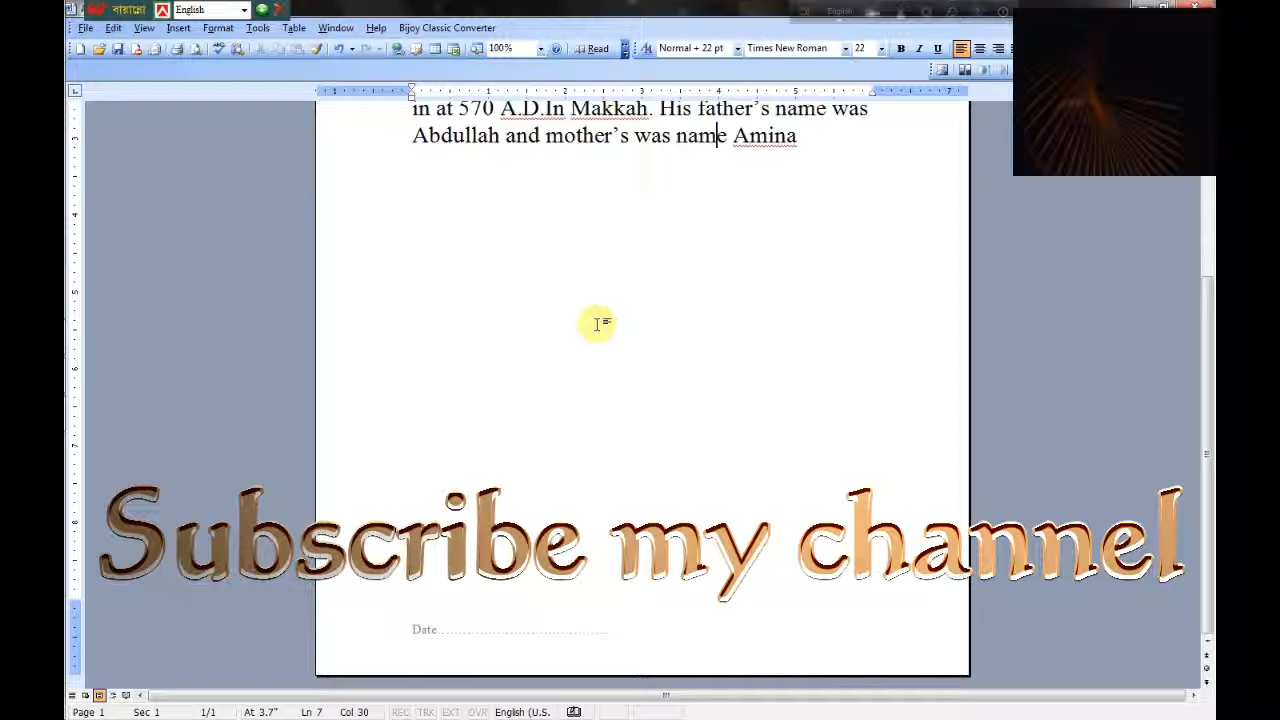 বায়ান্নো English
File Edit View Insert Format Tools Table Window Help Bijoy Classic Converter
100% Read Normal + 22 pt Times New Roman 22 B I U
in at 570 A.D.In Makkah. His father’s name was
Abdullah and mother’s was name Amina
Subscribe my channel
Date
Page 1 Sec 1 1/1 At 3.7" Ln 7 Col 30 REC TRK EXT OVR English (U.S.